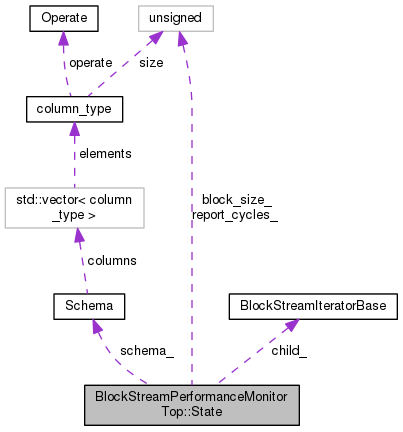 Operate
unsigned
operate
size
column_type
elements
std::vector< column
_type >
block_size_
report_cycles_
columns
Schema
BlockStreamIteratorBase
schema_
child_
BlockStreamPerformanceMonitor
Top::State